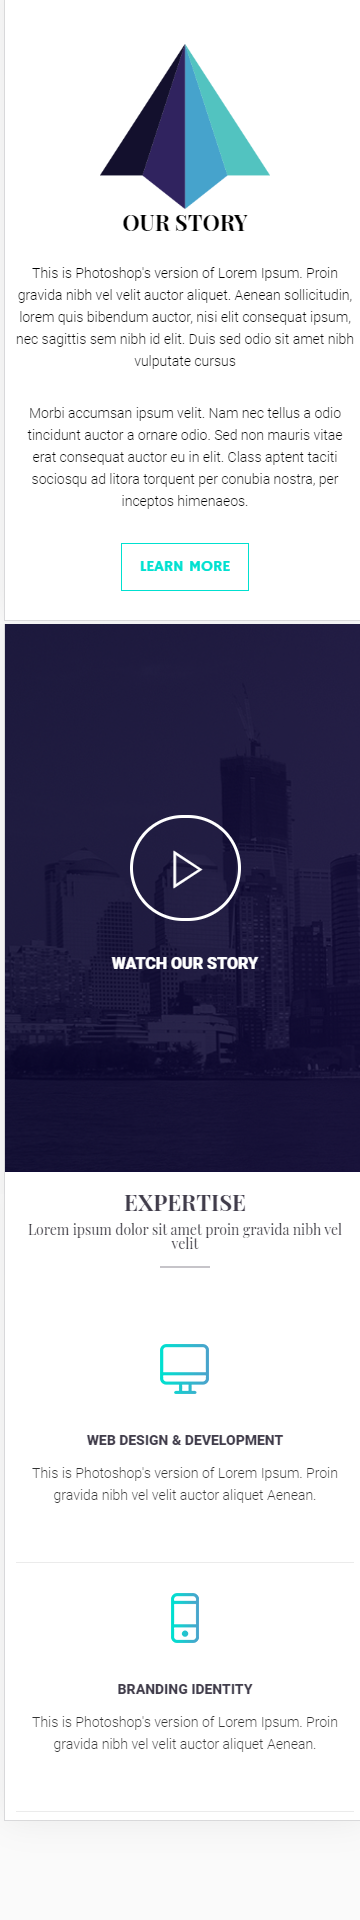 OUR STORY
This is Photoshop's version of Lorem Ipsum. Proin
gravida nibh vel velit auctor aliquet. Aenean sollicitudin,
lorem quis bibendum auctor, nisi elit consequat ipsum,
nec sagittis sem nibh id elit. Duis sed odio sit amet nibh
vulputate cursus
Morbi accumsan ipsum velit. Nam nec tellus a odio
tincidunt auctor a ornare odio. Sed non mauris vitae
erat consequat auctor eu in elit. Class aptent taciti
sociosqu ad litora torquent per conubia nostra, per
inceptos himenaeos.
LEARN MORE
WATCH OUR STORY
EXPERTISE
Lorem ipsum dolor sit amet proin gravida nibh vel
velit
WEB DESIGN & DEVELOPMENT
This is Photoshop's version of Lorem Ipsum. Proin
gravida nibh vel velit auctor aliquet Aenean.
BRANDING IDENTITY
This is Photoshop's version of Lorem Ipsum. Proin
gravida nibh vel velit auctor aliquet Aenean.